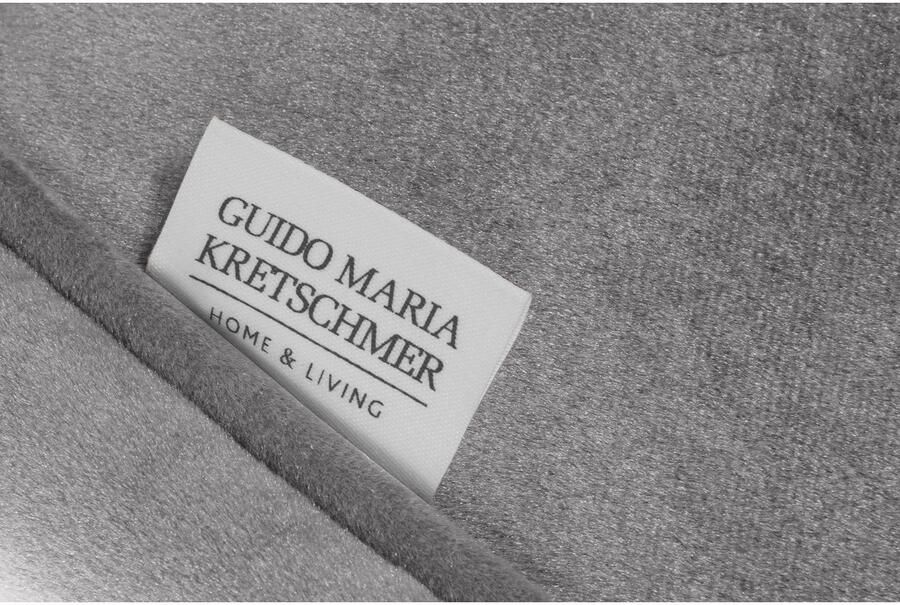 GUIDO MARIA
KRETSCHMER
HOME & LIVING